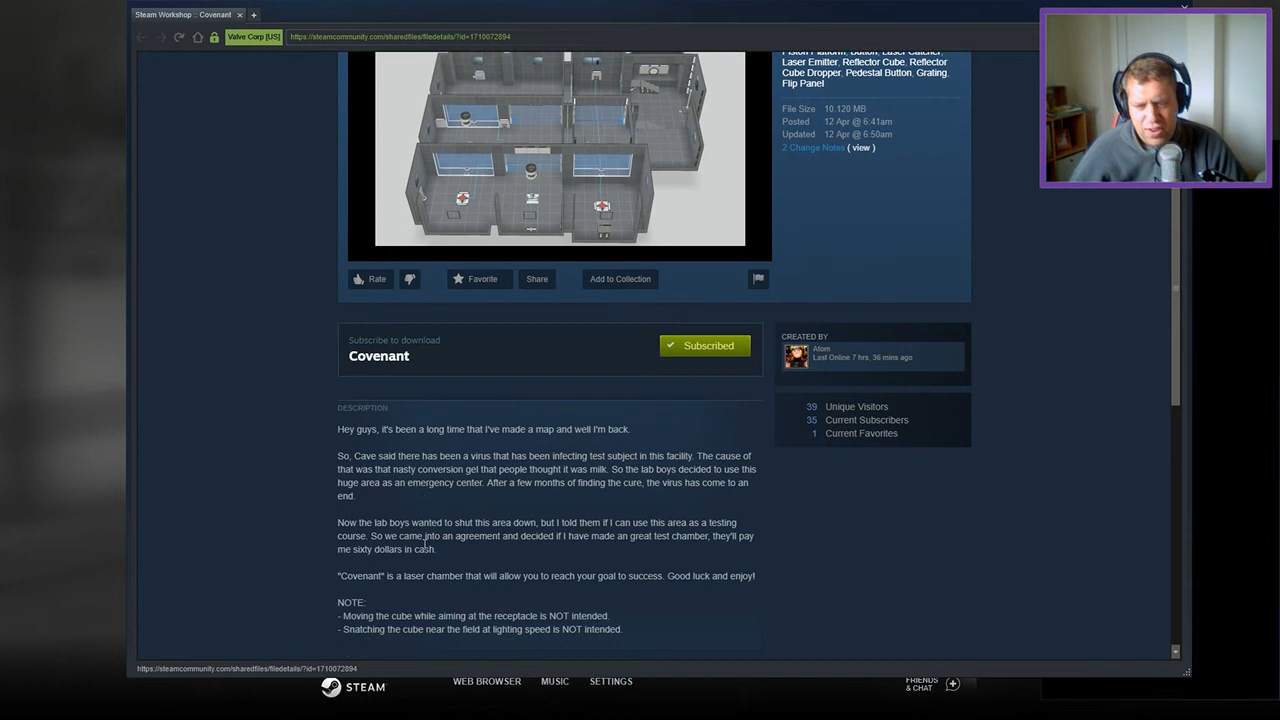 Steam Workshop :: Covenant
Valve Corp [US]
https://steamcommunity.com/sharedfiles/filedetails/?id=1710072894
Piston Platform, Button, Laser Catcher,
Laser Emitter, Reflector Cube, Reflector
Cube Dropper, Pedestal Button, Grating,
Flip Panel
File Size 10.120 MB
Posted 12 Apr @ 6:41am
Updated 12 Apr @ 6:50am
2 Change Notes ( view )
Rate
Favorite
Share
Add to Collection
Subscribe to download
Covenant
Subscribed
CREATED BY
Atom
Last Online 7 hrs, 36 mins ago
39 Unique Visitors
35 Current Subscribers
1 Current Favorites
DESCRIPTION
Hey guys, it's been a long time that I've made a map and well I'm back.
So, Cave said there has been a virus that has been infecting test subject in this facility. The cause of
that was that nasty conversion gel that people thought it was milk. So the lab boys decided to use this
huge area as an emergency center. After a few months of finding the cure, the virus has come to an
end.
Now the lab boys wanted to shut this area down, but I told them if I can use this area as a testing
course. So we came into an agreement and decided if I have made an great test chamber, they'll pay
me sixty dollars in cash.
"Covenant" is a laser chamber that will allow you to reach your goal to success. Good luck and enjoy!
NOTE:
- Moving the cube while aiming at the receptacle is NOT intended.
- Snatching the cube near the field at lighting speed is NOT intended.
https://steamcommunity.com/sharedfiles/filedetails/?id=1710072894
STEAM
WEB BROWSER
MUSIC
SETTINGS
FRIENDS
& CHAT